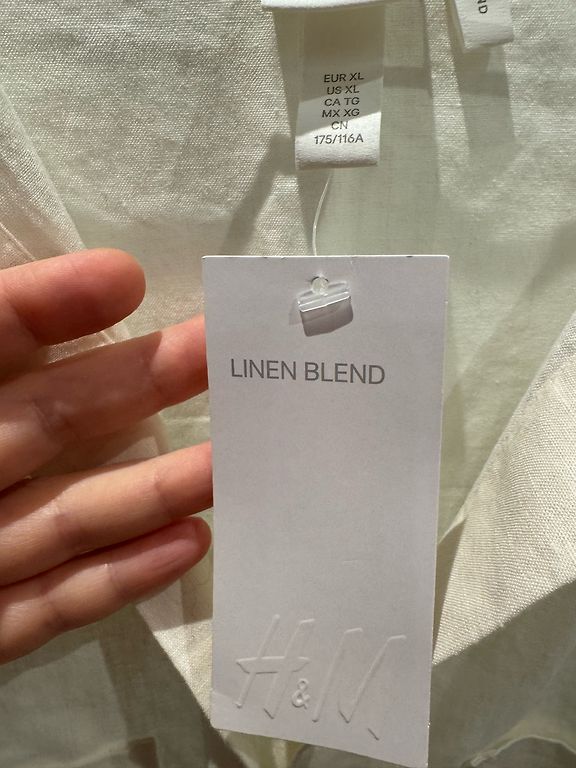 EUR XL
US XL
CA TG
MX XG
CN
175/116A
LINEN BLEND
H&M